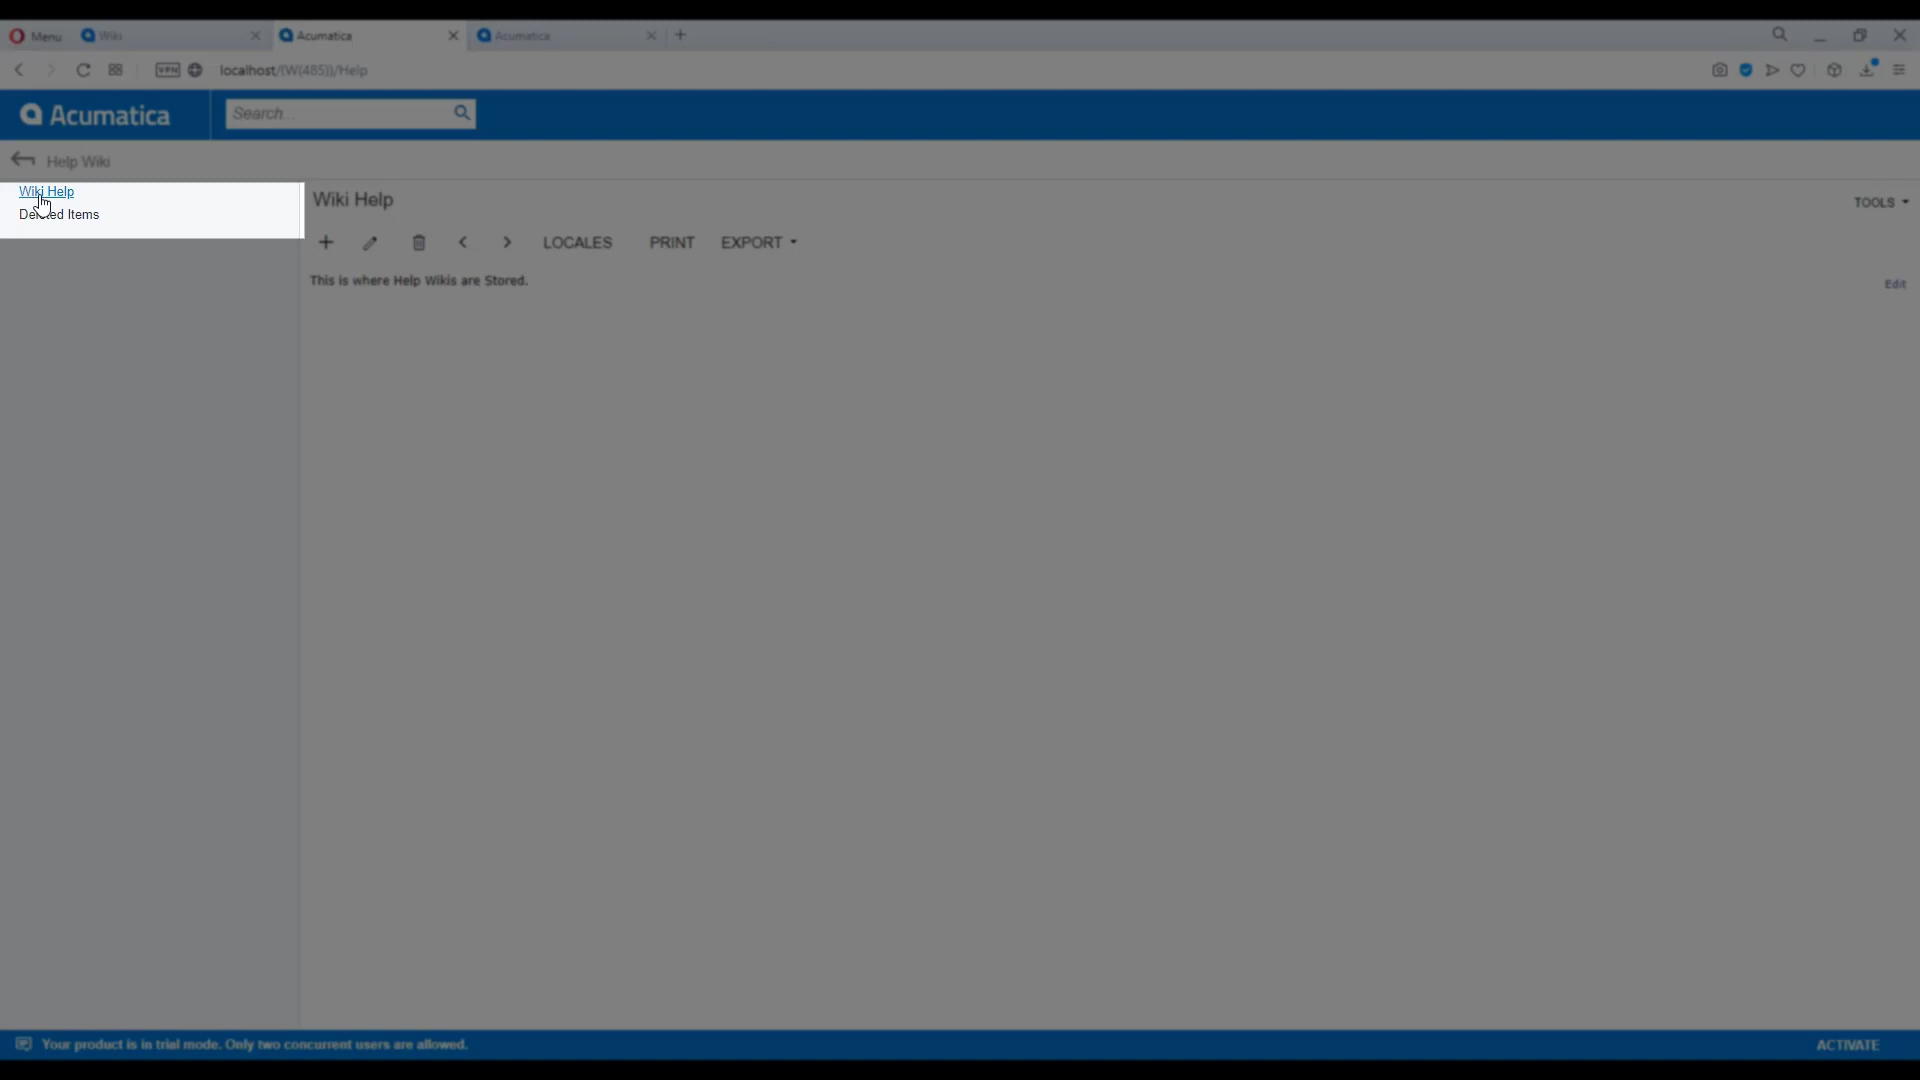 Menu Wiki Acumatica Acumatica
VPN localhost/(W(485))/Help
Acumatica Search...
Help Wiki
Wiki Help
Deleted Items
Wiki Help
TOOLS
LOCALES PRINT EXPORT
This is where Help Wikis are Stored.
Edit
Your product is in trial mode. Only two concurrent users are allowed. ACTIVATE